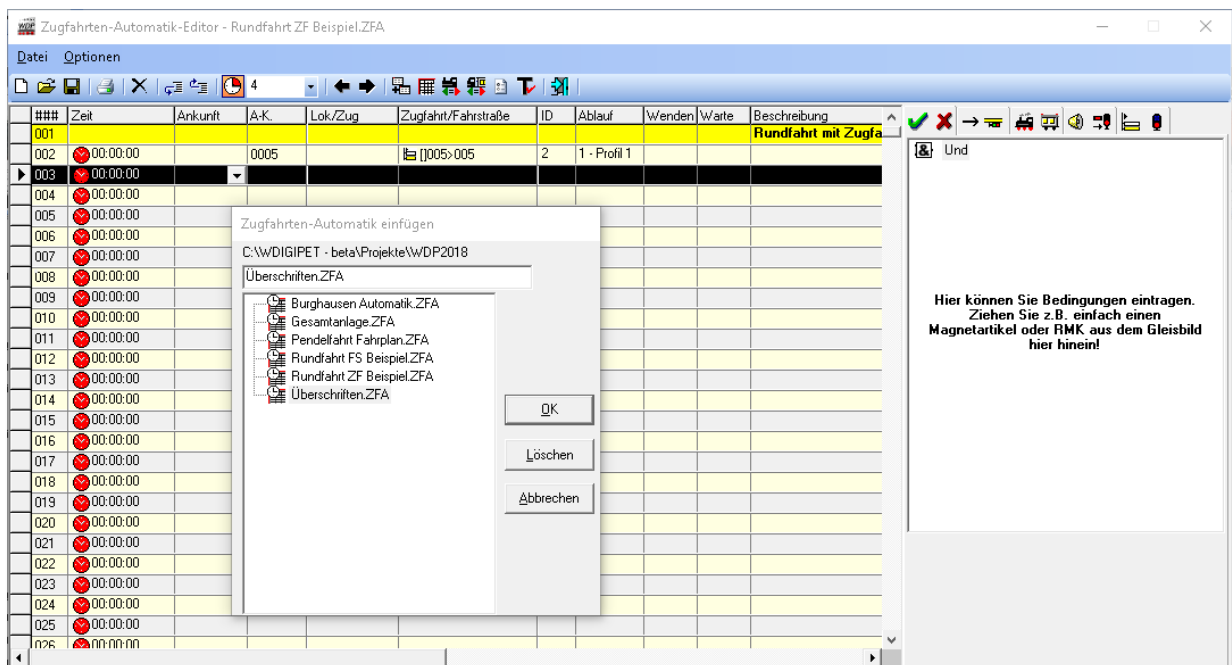 Zugfahrten-Automatik-Editor - Rundfahrt ZF Beispiel.ZFA
Datei Optionen
4
### Zeit Ankunft A-K. Lok/Zug Zugfahrt/Fahrstraße ID Ablauf Wenden Warte Beschreibung
001 Rundfahrt mit Zugfa
002 00:00:00 0005 []005>005 2 1 - Profil 1
003 00:00:00
004 00:00:00
005 00:00:00
006 00:00:00
007 00:00:00
008 00:00:00
009 00:00:00
010 00:00:00
011 00:00:00
012 00:00:00
013 00:00:00
014 00:00:00
015 00:00:00
016 00:00:00
017 00:00:00
018 00:00:00
019 00:00:00
020 00:00:00
021 00:00:00
022 00:00:00
023 00:00:00
024 00:00:00
025 00:00:00
026 00:00:00
Zugfahrten-Automatik einfügen
C:\WDIGIPET - beta\Projekte\WDP2018
Überschriften.ZFA
Burghausen Automatik.ZFA
Gesamtanlage.ZFA
Pendelfahrt Fahrplan.ZFA
Rundfahrt FS Beispiel.ZFA
Rundfahrt ZF Beispiel.ZFA
Überschriften.ZFA
OK
Löschen
Abbrechen
& Und
Hier können Sie Bedingungen eintragen.
Ziehen Sie z.B. einfach einen
Magnetartikel oder RMK aus dem Gleisbild
hier hinein!